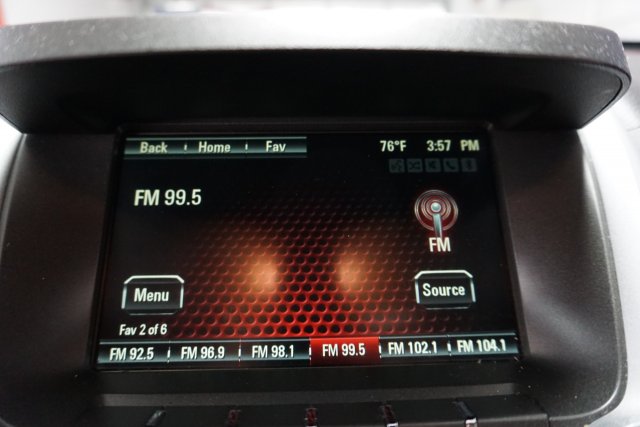 Back Home Fav 76°F 3:57 PM
FM 99.5
FM
Menu Source
Fav 2 of 6
FM 92.5 FM 96.9 FM 98.1 FM 99.5 FM 102.1 FM 104.1